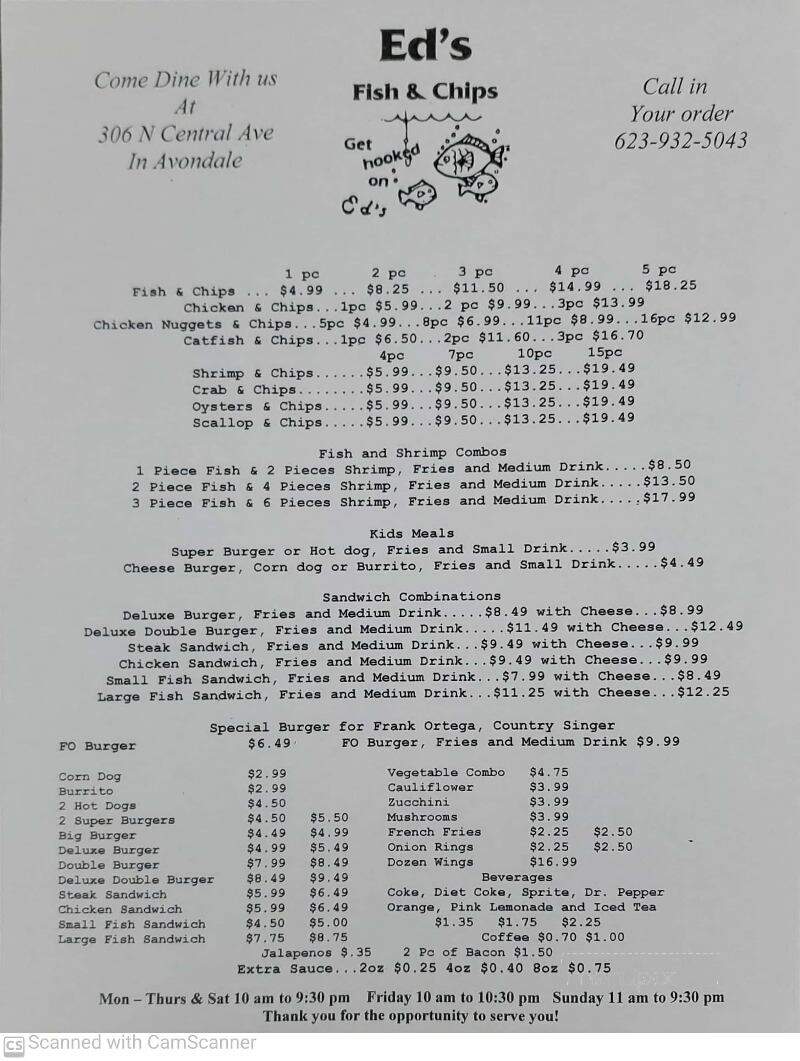 Ed's
Fish & Chips
Come Dine With us
At
306 N Central Ave
In Avondale
Get
hooked
on
Ed's
Call in
Your order
623-932-5043
1 pc 2 pc 3 pc 4 pc 5 pc
Fish & Chips ... $4.99 ... $8.25 ... $11.50 ... $14.99 ... $18.25
Chicken & Chips...1pc $5.99...2 pc $9.99...3pc $13.99
Chicken Nuggets & Chips...5pc $4.99...8pc $6.99...11pc $8.99...16pc $12.99
Catfish & Chips...1pc $6.50...2pc $11.60...3pc $16.70
4pc 7pc 10pc 15pc
Shrimp & Chips......$5.99...$9.50...$13.25...$19.49
Crab & Chips........$5.99...$9.50...$13.25...$19.49
Oysters & Chips.....$5.99...$9.50...$13.25...$19.49
Scallop & Chips.....$5.99...$9.50...$13.25...$19.49
Fish and Shrimp Combos
1 Piece Fish & 2 Pieces Shrimp, Fries and Medium Drink.....$8.50
2 Piece Fish & 4 Pieces Shrimp, Fries and Medium Drink.....$13.50
3 Piece Fish & 6 Pieces Shrimp, Fries and Medium Drink.....$17.99
Kids Meals
Super Burger or Hot dog, Fries and Small Drink.....$3.99
Cheese Burger, Corn dog or Burrito, Fries and Small Drink.....$4.49
Sandwich Combinations
Deluxe Burger, Fries and Medium Drink.....$8.49 with Cheese...$8.99
Deluxe Double Burger, Fries and Medium Drink.....$11.49 with Cheese...$12.49
Steak Sandwich, Fries and Medium Drink...$9.49 with Cheese...$9.99
Chicken Sandwich, Fries and Medium Drink...$9.49 with Cheese...$9.99
Small Fish Sandwich, Fries and Medium Drink...$7.99 with Cheese...$8.49
Large Fish Sandwich, Fries and Medium Drink...$11.25 with Cheese...$12.25
Special Burger for Frank Ortega, Country Singer
FO Burger $6.49 FO Burger, Fries and Medium Drink $9.99
Corn Dog $2.99
Burrito $2.99
2 Hot Dogs $4.50
2 Super Burgers $4.50 $5.50
Big Burger $4.49 $4.99
Deluxe Burger $4.99 $5.49
Double Burger $7.99 $8.49
Deluxe Double Burger $8.49 $9.49
Steak Sandwich $5.99 $6.49
Chicken Sandwich $5.99 $6.49
Small Fish Sandwich $4.50 $5.00
Large Fish Sandwich $7.75 $8.75
Vegetable Combo $4.75
Cauliflower $3.99
Zucchini $3.99
Mushrooms $3.99
French Fries $2.25 $2.50
Onion Rings $2.25 $2.50
Dozen Wings $16.99
Beverages
Coke, Diet Coke, Sprite, Dr. Pepper
Orange, Pink Lemonade and Iced Tea
$1.35 $1.75 $2.25
Coffee $0.70 $1.00
Jalapenos $.35 2 Pc of Bacon $1.50
Extra Sauce...2oz $0.25 4oz $0.40 8oz $0.75
Mon – Thurs & Sat 10 am to 9:30 pm Friday 10 am to 10:30 pm Sunday 11 am to 9:30 pm
Thank you for the opportunity to serve you!
CS Scanned with CamScanner